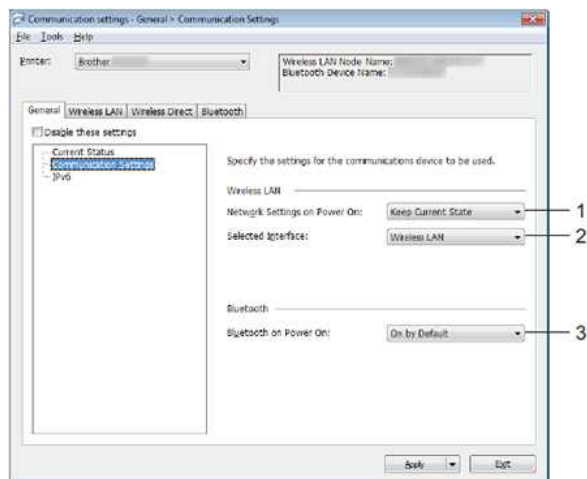 Communication settings - General > Communication Settings
File Tools Help
Printer: Brother
Wireless LAN Node Name:
Bluetooth Device Name:
General Wireless LAN Wireless Direct Bluetooth
Disable these settings
Current Status
Communication Settings
IPv6
Specify the settings for the communications device to be used.
Wireless LAN
Network Settings on Power On: Keep Current State 1
Selected Interface: Wireless LAN 2
Bluetooth
Bluetooth on Power On: On by Default 3
Apply Exit